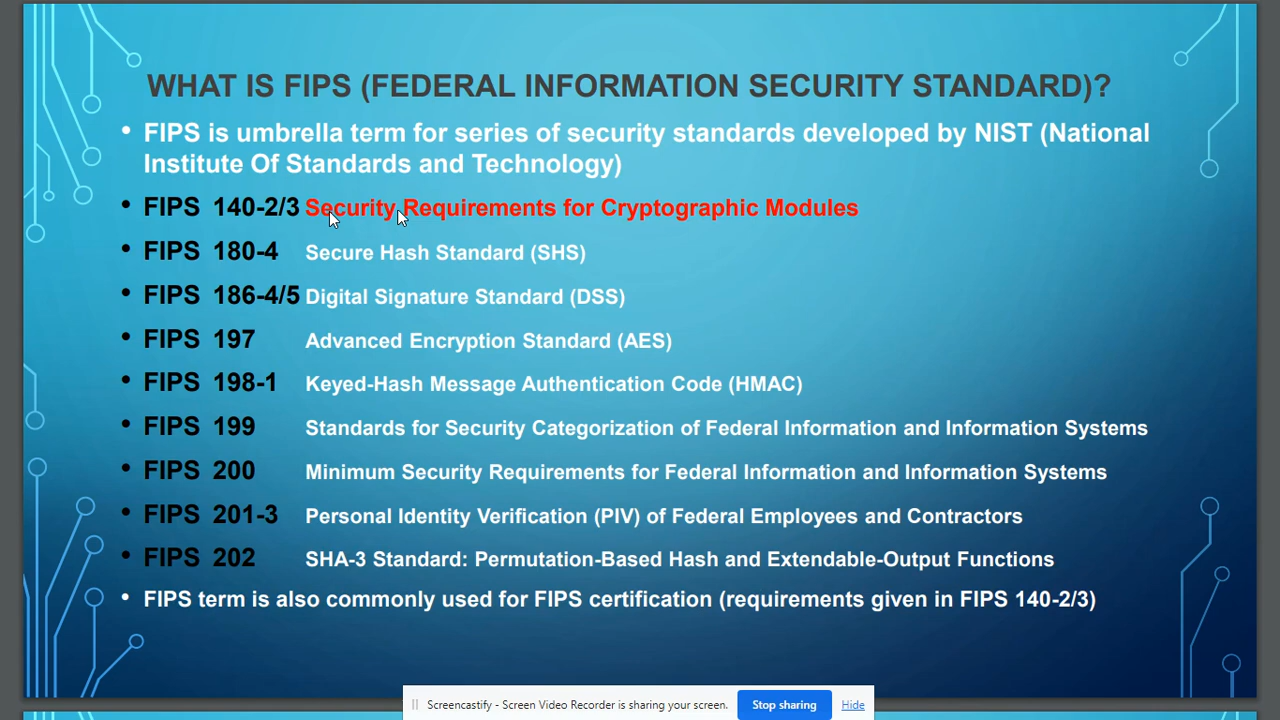 WHAT IS FIPS (FEDERAL INFORMATION SECURITY STANDARD)?
• FIPS is umbrella term for series of security standards developed by NIST (National
Institute Of Standards and Technology)
• FIPS 140-2/3 Security Requirements for Cryptographic Modules
• FIPS 180-4 Secure Hash Standard (SHS)
• FIPS 186-4/5 Digital Signature Standard (DSS)
• FIPS 197 Advanced Encryption Standard (AES)
• FIPS 198-1 Keyed-Hash Message Authentication Code (HMAC)
• FIPS 199 Standards for Security Categorization of Federal Information and Information Systems
• FIPS 200 Minimum Security Requirements for Federal Information and Information Systems
• FIPS 201-3 Personal Identity Verification (PIV) of Federal Employees and Contractors
• FIPS 202 SHA-3 Standard: Permutation-Based Hash and Extendable-Output Functions
• FIPS term is also commonly used for FIPS certification (requirements given in FIPS 140-2/3)
Screencastify - Screen Video Recorder is sharing your screen. Stop sharing Hide